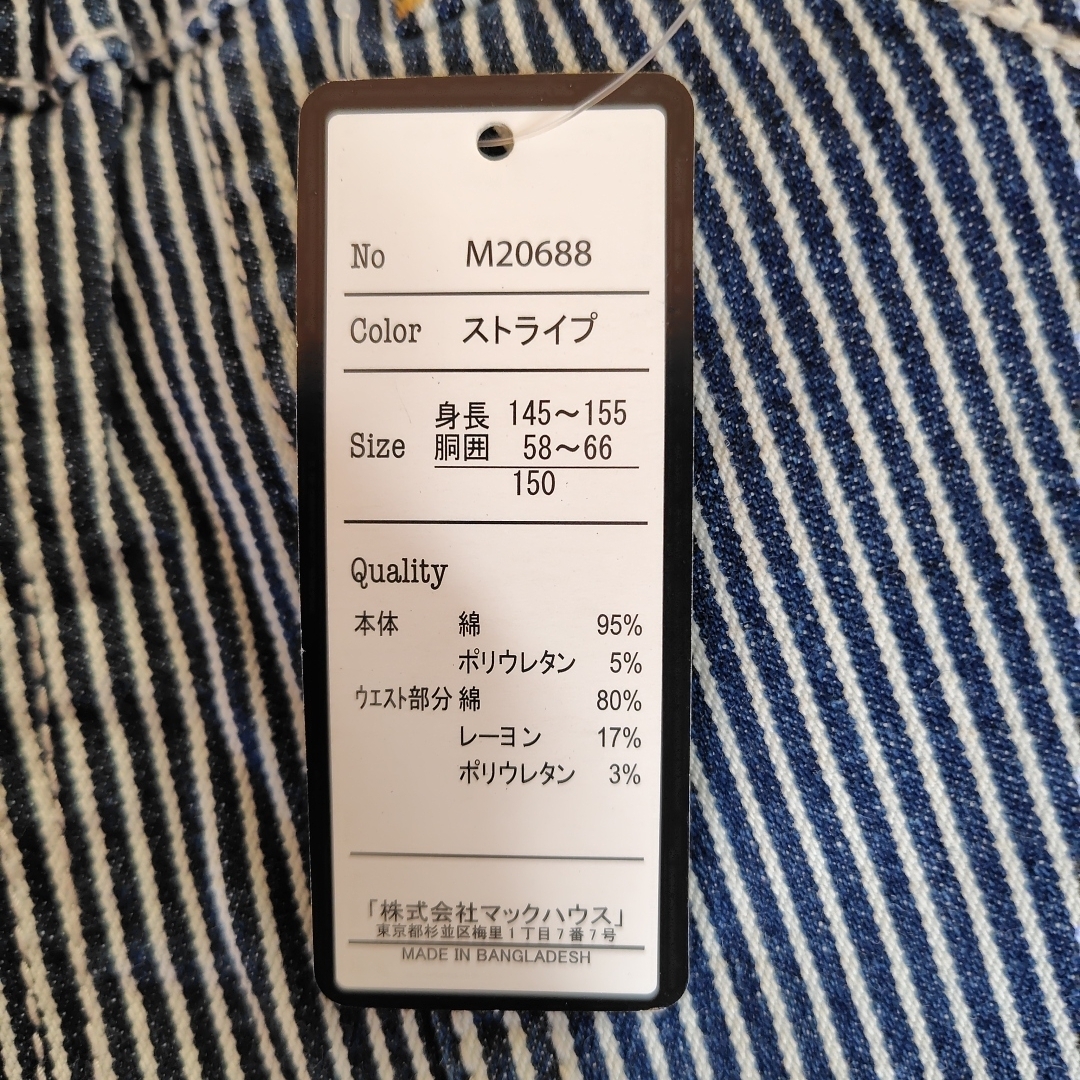 No M20688
Color ストライプ
Size 身長 145〜155
胴囲 58〜66
150
Quality
本体 綿 95%
ポリウレタン 5%
ウエスト部分 綿 80%
レーヨン 17%
ポリウレタン 3%
「株式会社マックハウス」
東京都杉並区梅里1丁目7番7号
MADE IN BANGLADESH